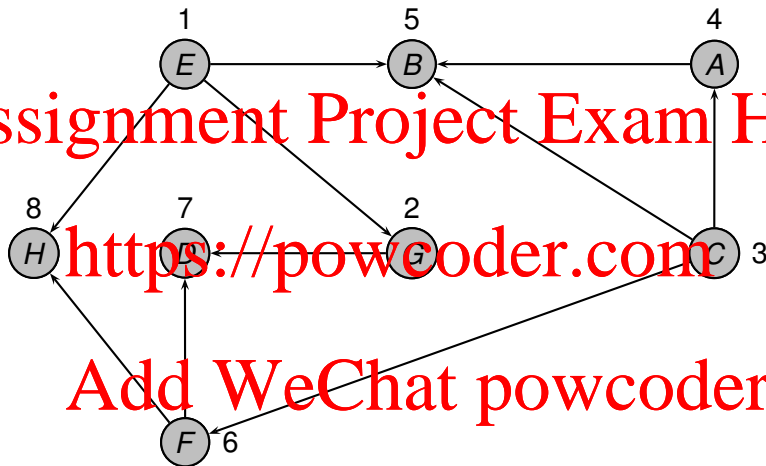 1 5 4
E B A
ssignment Project Exam H
8 7 2
H D G C 3
https://powcoder.com
Add WeChat powcoder
F 6